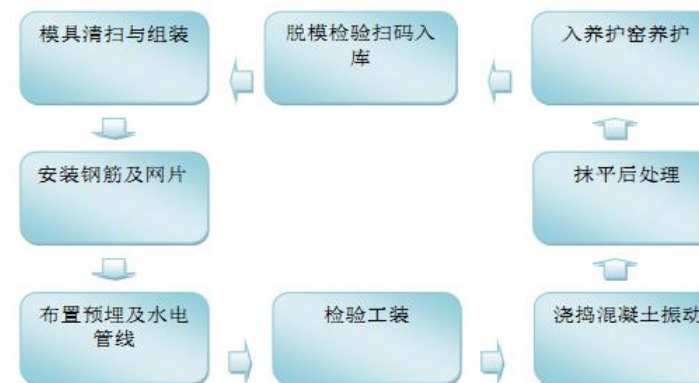 模具清扫与组装
脱模检验扫码入
库
入养护窑养护
安装钢筋及网片
抹平后处理
布置预埋及水电
管线
检验工装
浇捣混凝土振动